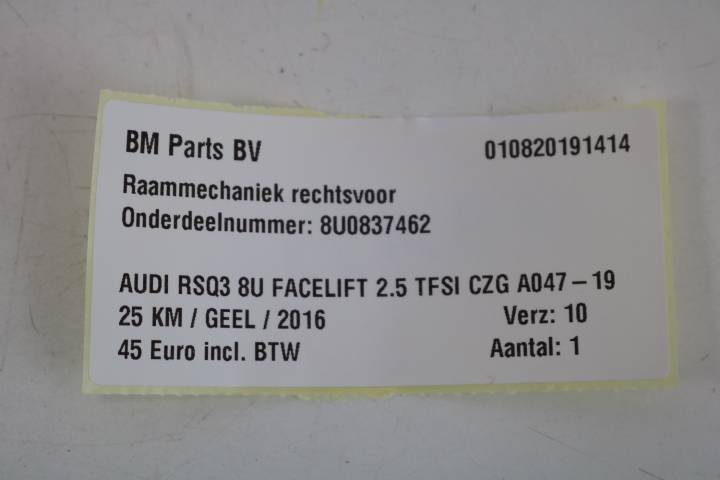 BM Parts BV 010820191414
Raammechaniek rechtsvoor
Onderdeelnummer: 8U0837462
AUDI RSQ3 8U FACELIFT 2.5 TFSI CZG A047 – 19
25 KM / GEEL / 2016 Verz: 10
45 Euro incl. BTW Aantal: 1